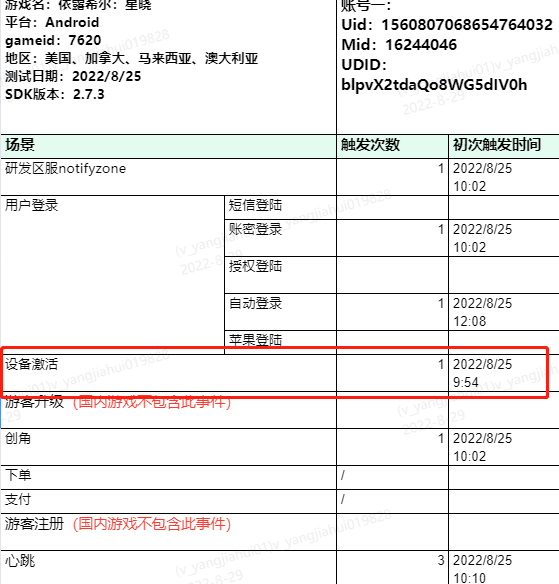 游戏名：依露希尔：星晓
平台：Android
gameid：7620
地区：美国、加拿大、马来西亚、澳大利亚
测试日期：2022/8/25
SDK版本：2.7.3
账号一：
Uid：1560807068654764032
Mid：16244046
UDID：
blpvX2tdaQo8WG5dIV0h
场景 触发次数 初次触发时间
研发区服notifyzone 1 2022/8/25
10:02
用户登录 短信登陆
账密登录 1 2022/8/25
10:02
授权登陆
自动登录 1 2022/8/25
12:08
苹果登陆
设备激活 1 2022/8/25
9:54
游客升级（国内游戏不包含此事件）
创角 1 2022/8/25
10:02
下单 /
支付 /
游客注册（国内游戏不包含此事件）
心跳 3 2022/8/25
10:10
(v_yangjiahui01)v_yangjiahui019828
2022-8-29